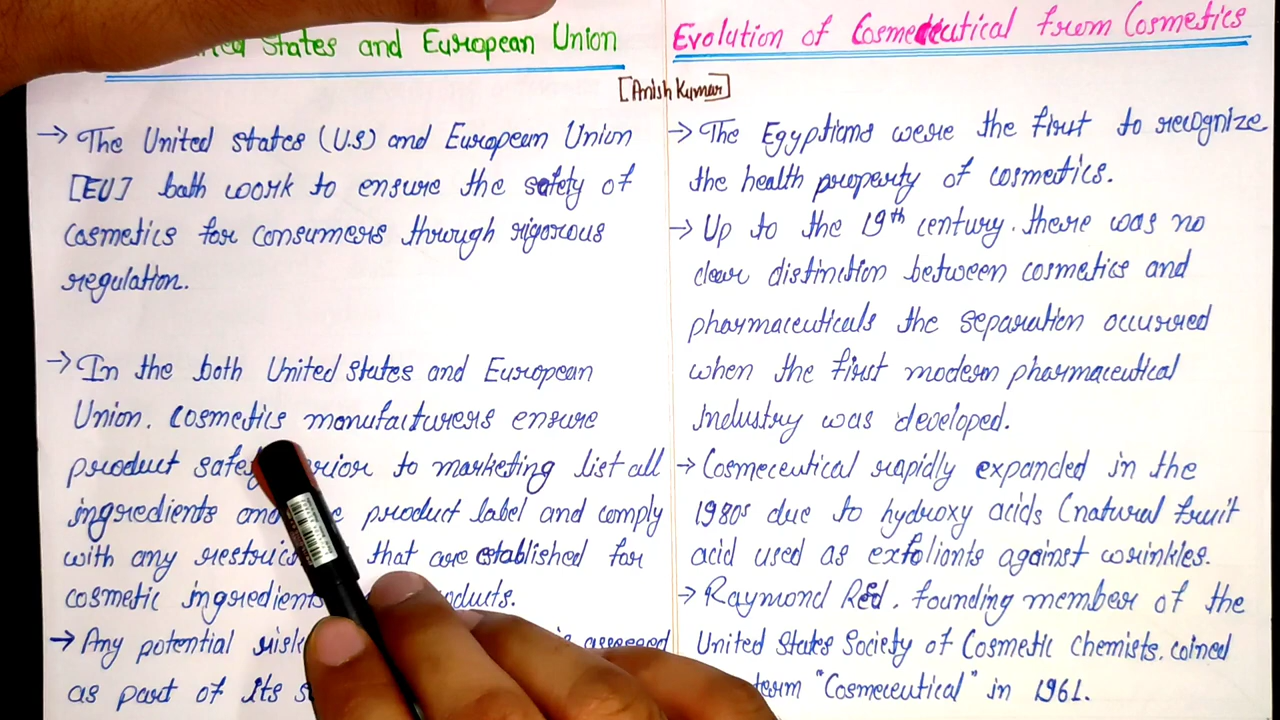 States and European Union
[Anish Kumar]
→ The United states (U.S) and European Union
[EU] both work to ensure the safety of
cosmetics for consumers through rigorous
regulation.
→ In the both United states and European
Union. cosmetics manufacturers ensure
product to marketing list all
ingredients product label and comply
with any that are established for
cosmetic ingredients
→ Any potential risk assessed
as part of its
Evolution of Cosmeceutical from Cosmetics
→ The Egyptians were the first to recognize
the health property of cosmetics.
→ Up to the 19th century. there was no
clear distinction between cosmetics and
pharmaceuticals the separation occurred
when the first modern pharmaceutical
industry was developed.
→ Cosmeceutical rapidly expanded in the
1980s due to hydroxy acids (natural fruit
acid used as exfoliants against wrinkles.
→ Raymond Reed. founding member of the
United States Society of Cosmetic Chemists. coined
term "Cosmeceutical" in 1961.